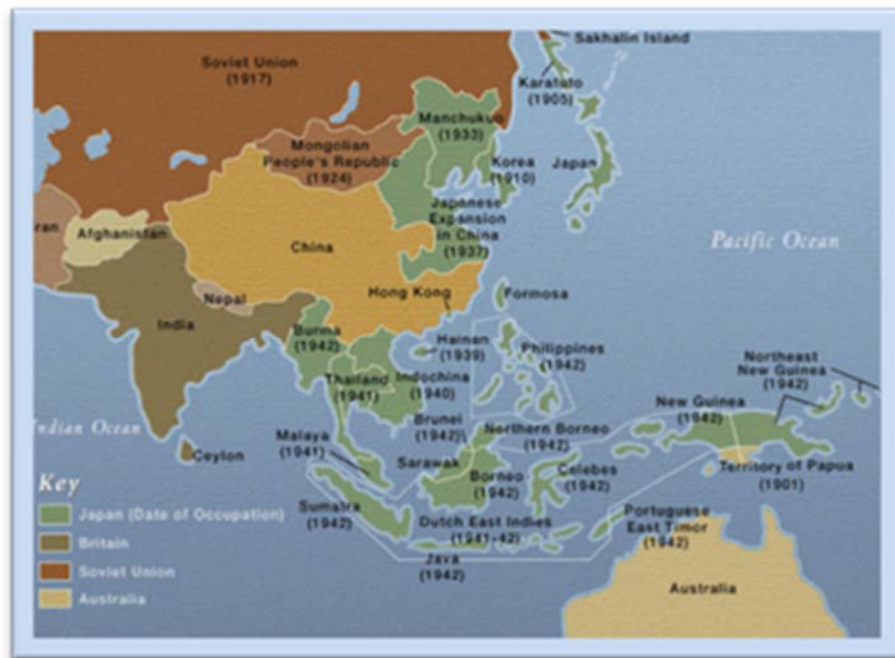 Soviet Union
(1917)
Sakhalin Island
Karafuto
(1905)
Manchukuo
(1933)
Mongolian
People's Republic
(1924)
Korea
(1910)
Japan
Japanese
Expansion
in China
(1937)
ran
Afghanistan
China
Pacific Ocean
Nepal
Hong Kong
Formosa
India
Burma
(1942)
Hainan
(1939)
Philippines
(1942)
Thailand
(1941)
Indochina
(1940)
Northeast
New Guinea
(1942)
New Guinea
(1942)
Indian Ocean
Brunei
(1942)
Northern Borneo
(1942)
Malaya
(1941)
Ceylon
Sarawak
Borneo
(1942)
Celebes
(1942)
Territory of Papua
(1901)
Sumatra
(1942)
Dutch East Indies
(1941-42)
Portuguese
East Timor
(1942)
Java
(1942)
Australia
Key
Japan (Date of Occupation)
Britain
Soviet Union
Australia